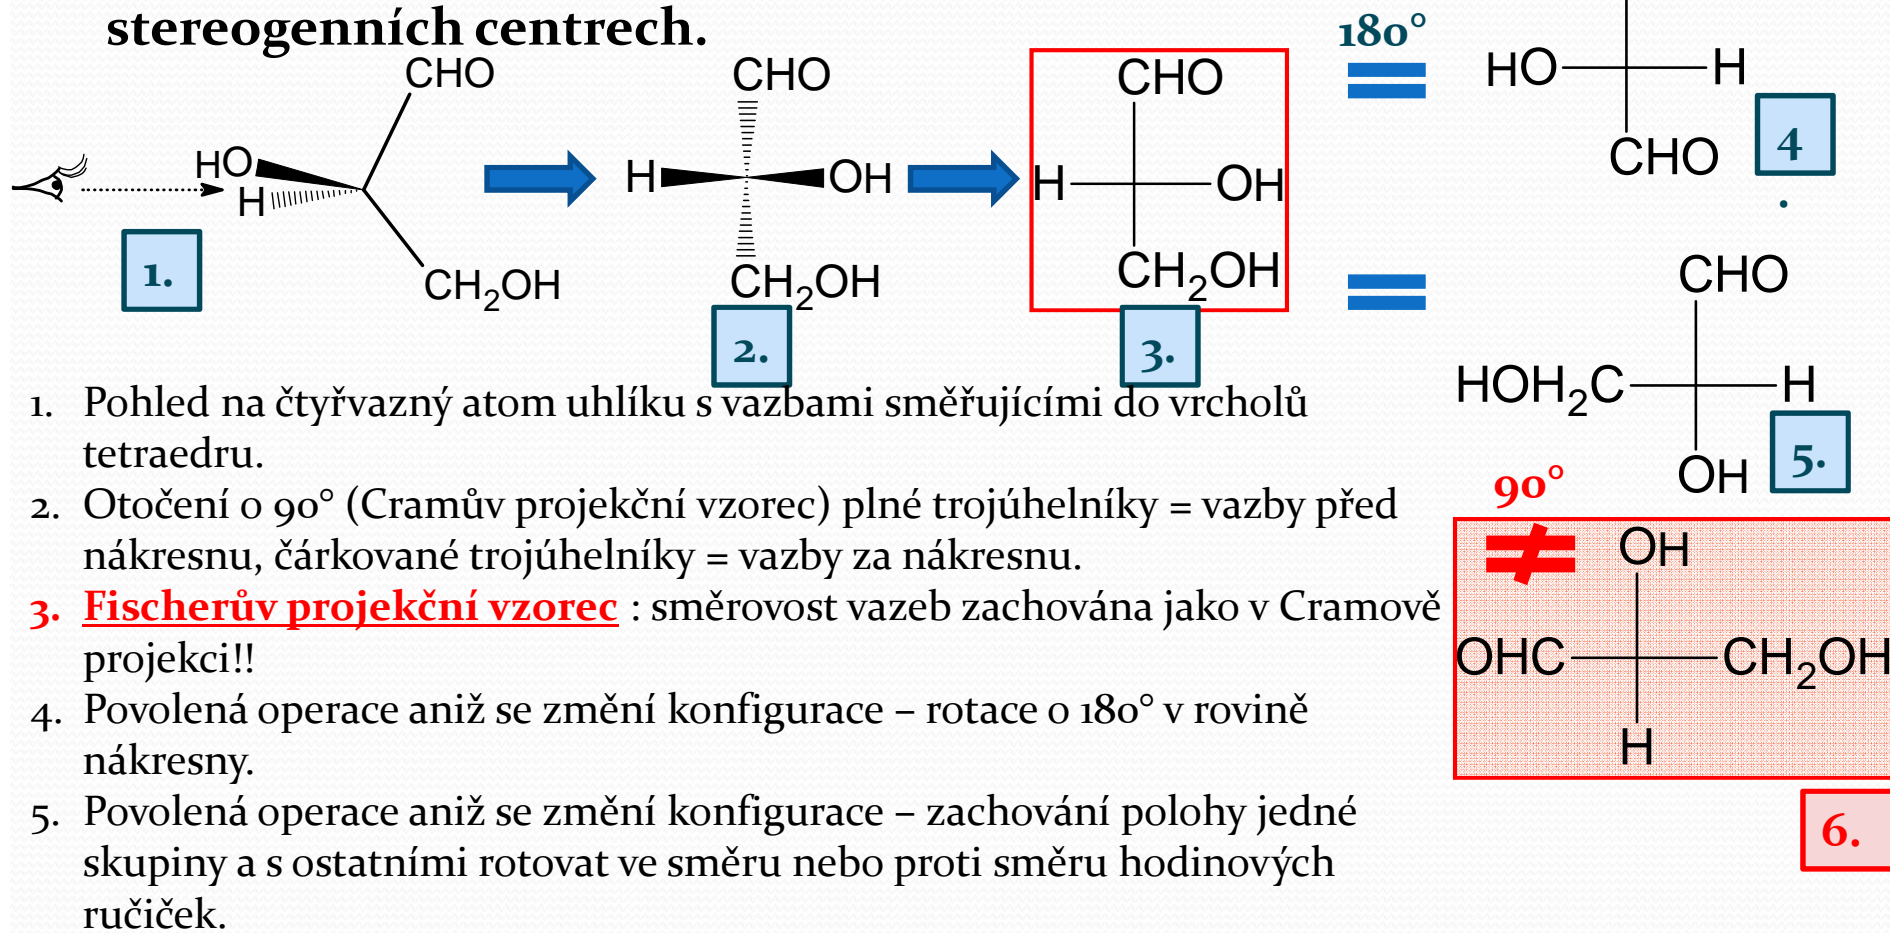 stereogenních centrech.
CHO
HO
H
CH₂OH
1.
CHO
H
OH
CH₂OH
2.
CHO
H
OH
CH₂OH
3.
180°
HO
H
CHO
4
.
CHO
HOH₂C
H
OH
5.
90°
≠
OH
OHC
CH₂OH
H
6.
1. Pohled na čtyřvazný atom uhlíku s vazbami směřujícími do vrcholů
tetraedru.
2. Otočení o 90° (Cramův projekční vzorec) plné trojúhelníky = vazby před
nákresnu, čárkované trojúhelníky = vazby za nákresnu.
3. Fischerův projekční vzorec : směrovost vazeb zachována jako v Cramově
projekci!!
4. Povolená operace aniž se změní konfigurace – rotace o 180° v rovině
nákresny.
5. Povolená operace aniž se změní konfigurace – zachování polohy jedné
skupiny a s ostatními rotovat ve směru nebo proti směru hodinových
ručiček.